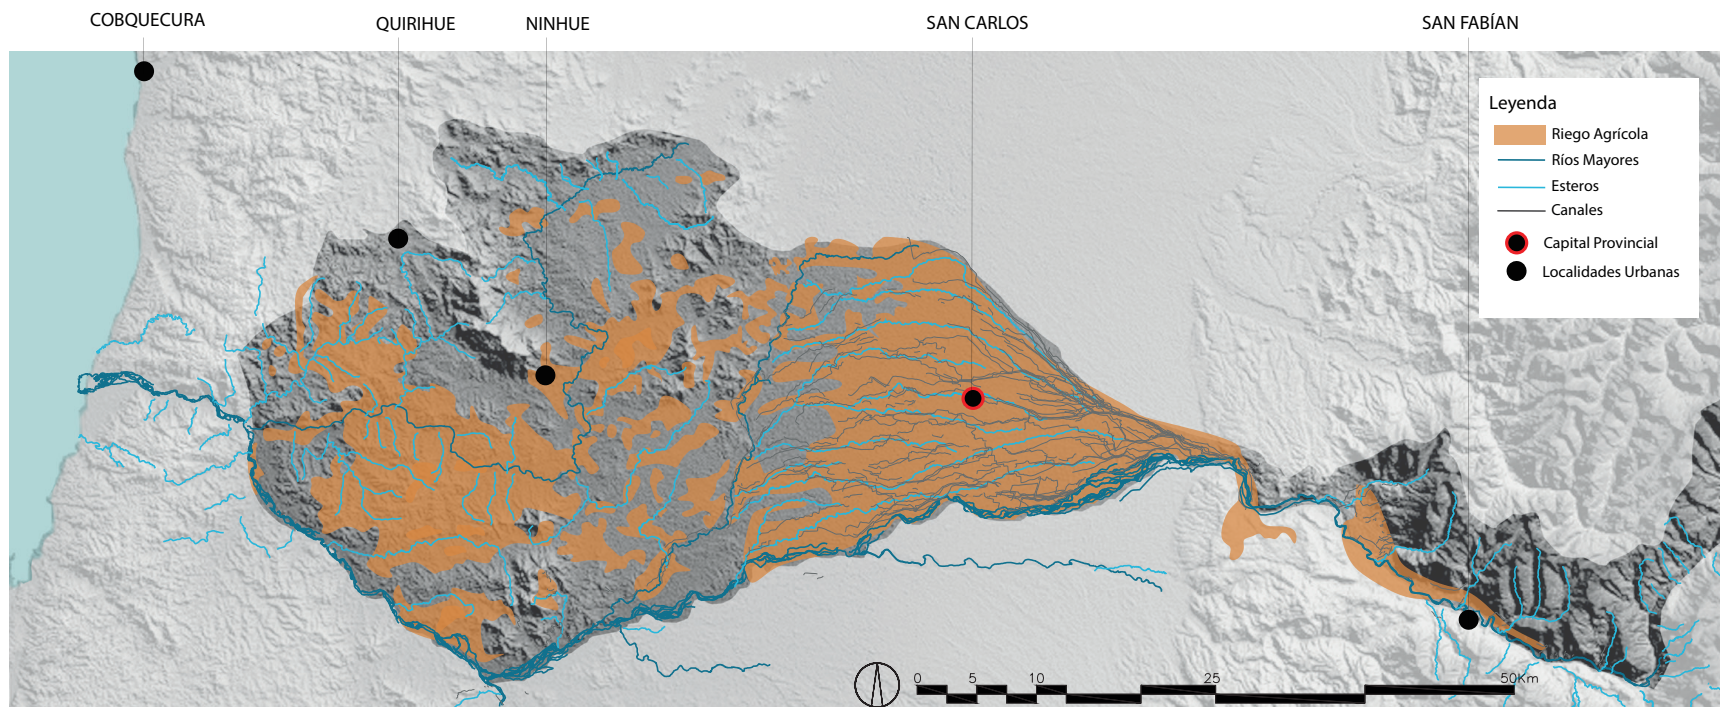 COBQUECURA
QUIRIHUE
NINHUE
SAN CARLOS
SAN FABÍAN
Leyenda
Riego Agrícola
Ríos Mayores
Esteros
Canales
Capital Provincial
Localidades Urbanas
0 5 10 25 50Km